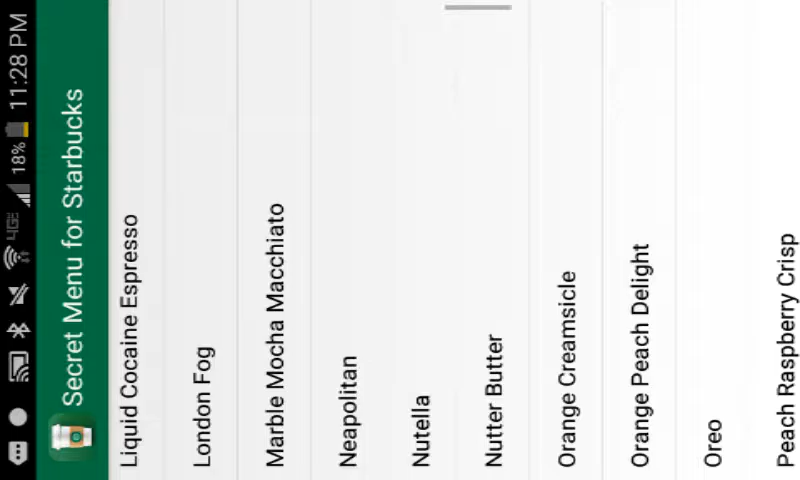 4GE 18% 11:28 PM
Secret Menu for Starbucks
Liquid Cocaine Espresso
London Fog
Marble Mocha Macchiato
Neapolitan
Nutella
Nutter Butter
Orange Creamsicle
Orange Peach Delight
Oreo
Peach Raspberry Crisp